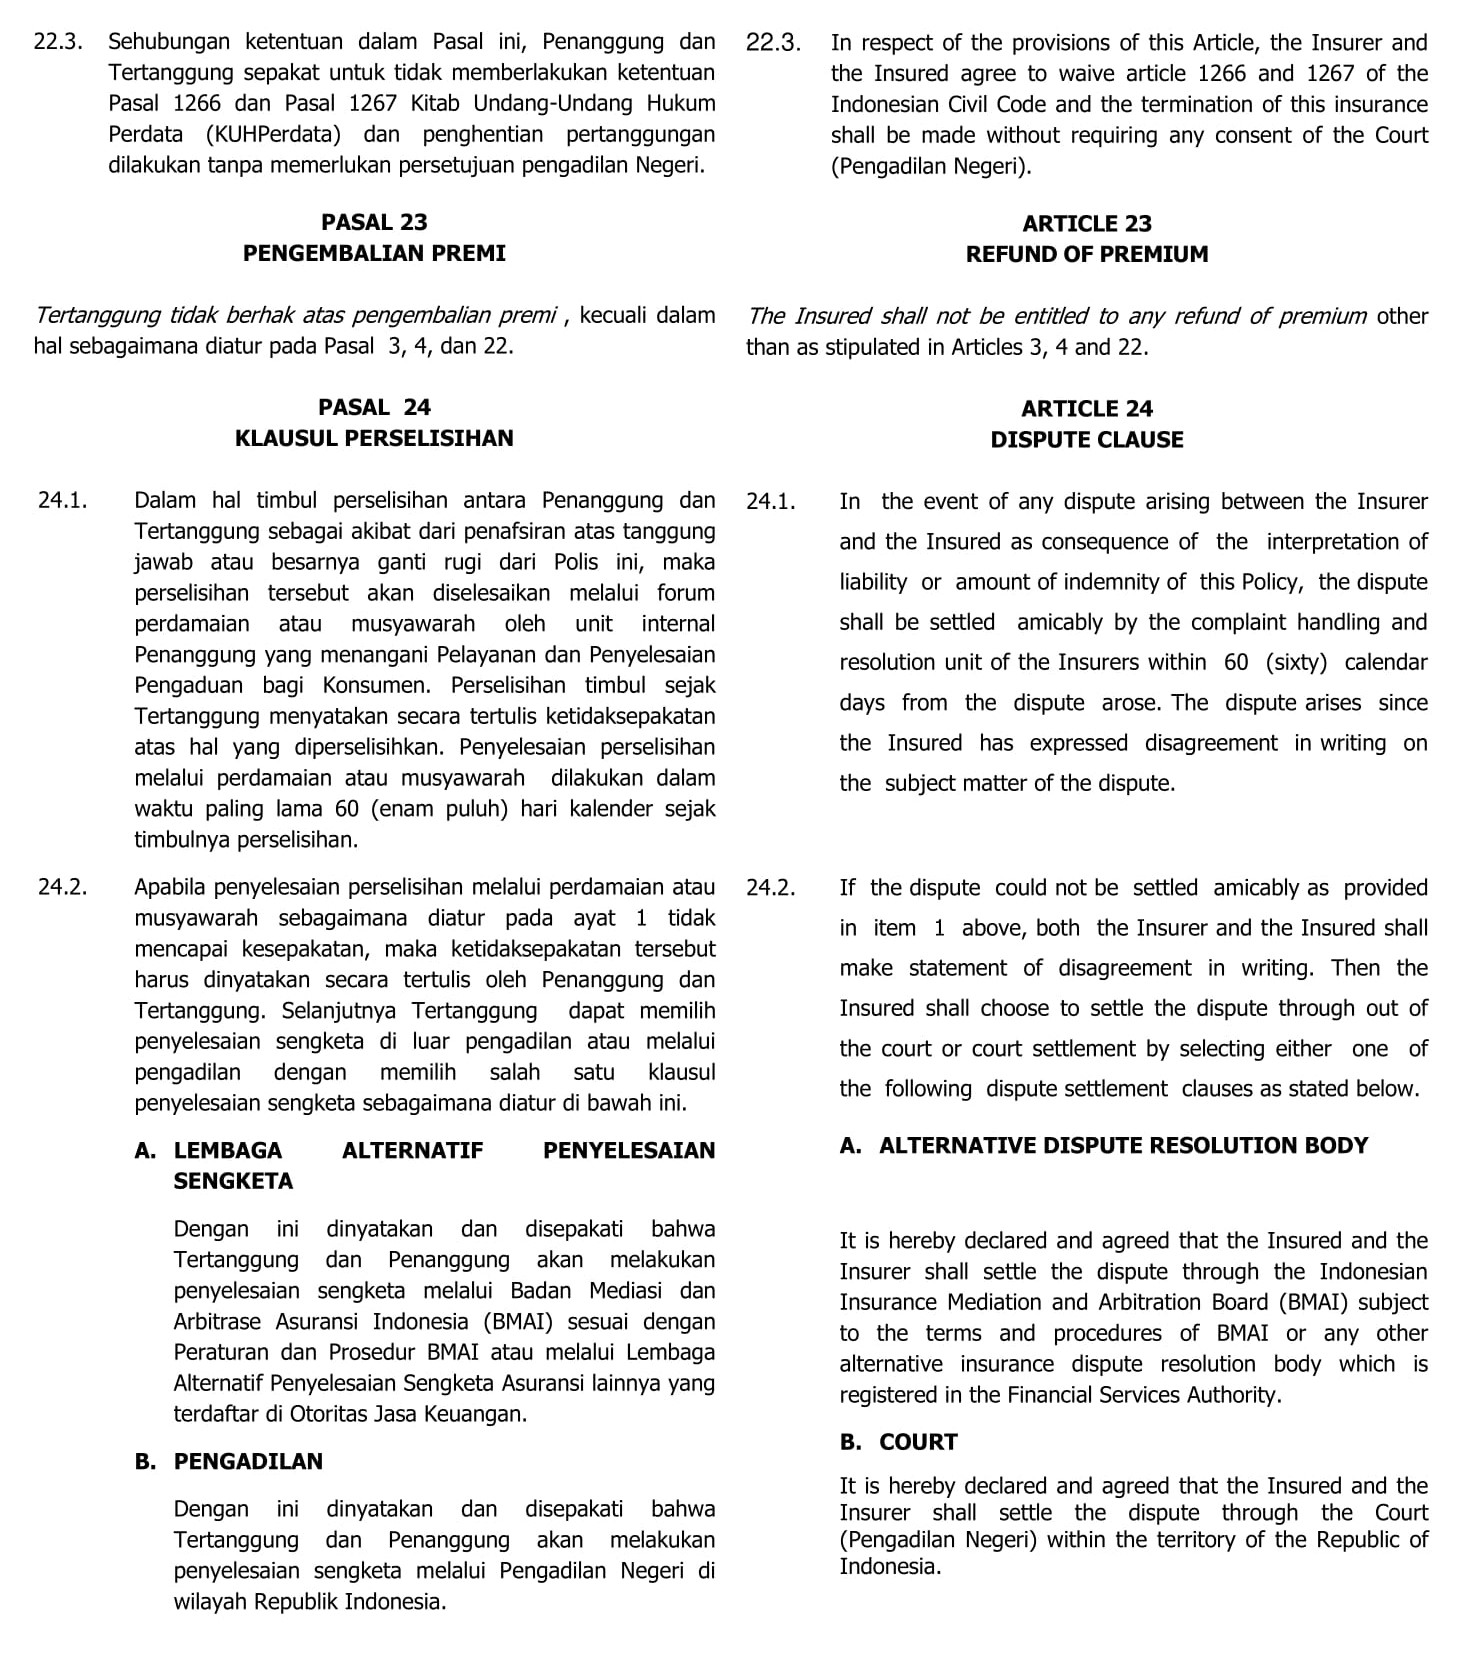 22.3. Sehubungan ketentuan dalam Pasal ini, Penanggung dan
Tertanggung sepakat untuk tidak memberlakukan ketentuan
Pasal 1266 dan Pasal 1267 Kitab Undang-Undang Hukum
Perdata (KUHPerdata) dan penghentian pertanggungan
dilakukan tanpa memerlukan persetujuan pengadilan Negeri.
PASAL 23
PENGEMBALIAN PREMI
Tertanggung tidak berhak atas pengembalian premi , kecuali dalam
hal sebagaimana diatur pada Pasal 3, 4, dan 22.
PASAL 24
KLAUSUL PERSELISIHAN
24.1. Dalam hal timbul perselisihan antara Penanggung dan
Tertanggung sebagai akibat dari penafsiran atas tanggung
jawab atau besarnya ganti rugi dari Polis ini, maka
perselisihan tersebut akan diselesaikan melalui forum
perdamaian atau musyawarah oleh unit internal
Penanggung yang menangani Pelayanan dan Penyelesaian
Pengaduan bagi Konsumen. Perselisihan timbul sejak
Tertanggung menyatakan secara tertulis ketidaksepakatan
atas hal yang diperselisihkan. Penyelesaian perselisihan
melalui perdamaian atau musyawarah dilakukan dalam
waktu paling lama 60 (enam puluh) hari kalender sejak
timbulnya perselisihan.
24.2. Apabila penyelesaian perselisihan melalui perdamaian atau
musyawarah sebagaimana diatur pada ayat 1 tidak
mencapai kesepakatan, maka ketidaksepakatan tersebut
harus dinyatakan secara tertulis oleh Penanggung dan
Tertanggung. Selanjutnya Tertanggung dapat memilih
penyelesaian sengketa di luar pengadilan atau melalui
pengadilan dengan memilih salah satu klausul
penyelesaian sengketa sebagaimana diatur di bawah ini.
A. LEMBAGA ALTERNATIF PENYELESAIAN
SENGKETA
Dengan ini dinyatakan dan disepakati bahwa
Tertanggung dan Penanggung akan melakukan
penyelesaian sengketa melalui Badan Mediasi dan
Arbitrase Asuransi Indonesia (BMAI) sesuai dengan
Peraturan dan Prosedur BMAI atau melalui Lembaga
Alternatif Penyelesaian Sengketa Asuransi lainnya yang
terdaftar di Otoritas Jasa Keuangan.
B. PENGADILAN
Dengan ini dinyatakan dan disepakati bahwa
Tertanggung dan Penanggung akan melakukan
penyelesaian sengketa melalui Pengadilan Negeri di
wilayah Republik Indonesia.
22.3. In respect of the provisions of this Article, the Insurer and
the Insured agree to waive article 1266 and 1267 of the
Indonesian Civil Code and the termination of this insurance
shall be made without requiring any consent of the Court
(Pengadilan Negeri).
ARTICLE 23
REFUND OF PREMIUM
The Insured shall not be entitled to any refund of premium other
than as stipulated in Articles 3, 4 and 22.
ARTICLE 24
DISPUTE CLAUSE
24.1. In the event of any dispute arising between the Insurer
and the Insured as consequence of the interpretation of
liability or amount of indemnity of this Policy, the dispute
shall be settled amicably by the complaint handling and
resolution unit of the Insurers within 60 (sixty) calendar
days from the dispute arose. The dispute arises since
the Insured has expressed disagreement in writing on
the subject matter of the dispute.
24.2. If the dispute could not be settled amicably as provided
in item 1 above, both the Insurer and the Insured shall
make statement of disagreement in writing. Then the
Insured shall choose to settle the dispute through out of
the court or court settlement by selecting either one of
the following dispute settlement clauses as stated below.
A. ALTERNATIVE DISPUTE RESOLUTION BODY
It is hereby declared and agreed that the Insured and the
Insurer shall settle the dispute through the Indonesian
Insurance Mediation and Arbitration Board (BMAI) subject
to the terms and procedures of BMAI or any other
alternative insurance dispute resolution body which is
registered in the Financial Services Authority.
B. COURT
It is hereby declared and agreed that the Insured and the
Insurer shall settle the dispute through the Court
(Pengadilan Negeri) within the territory of the Republic of
Indonesia.